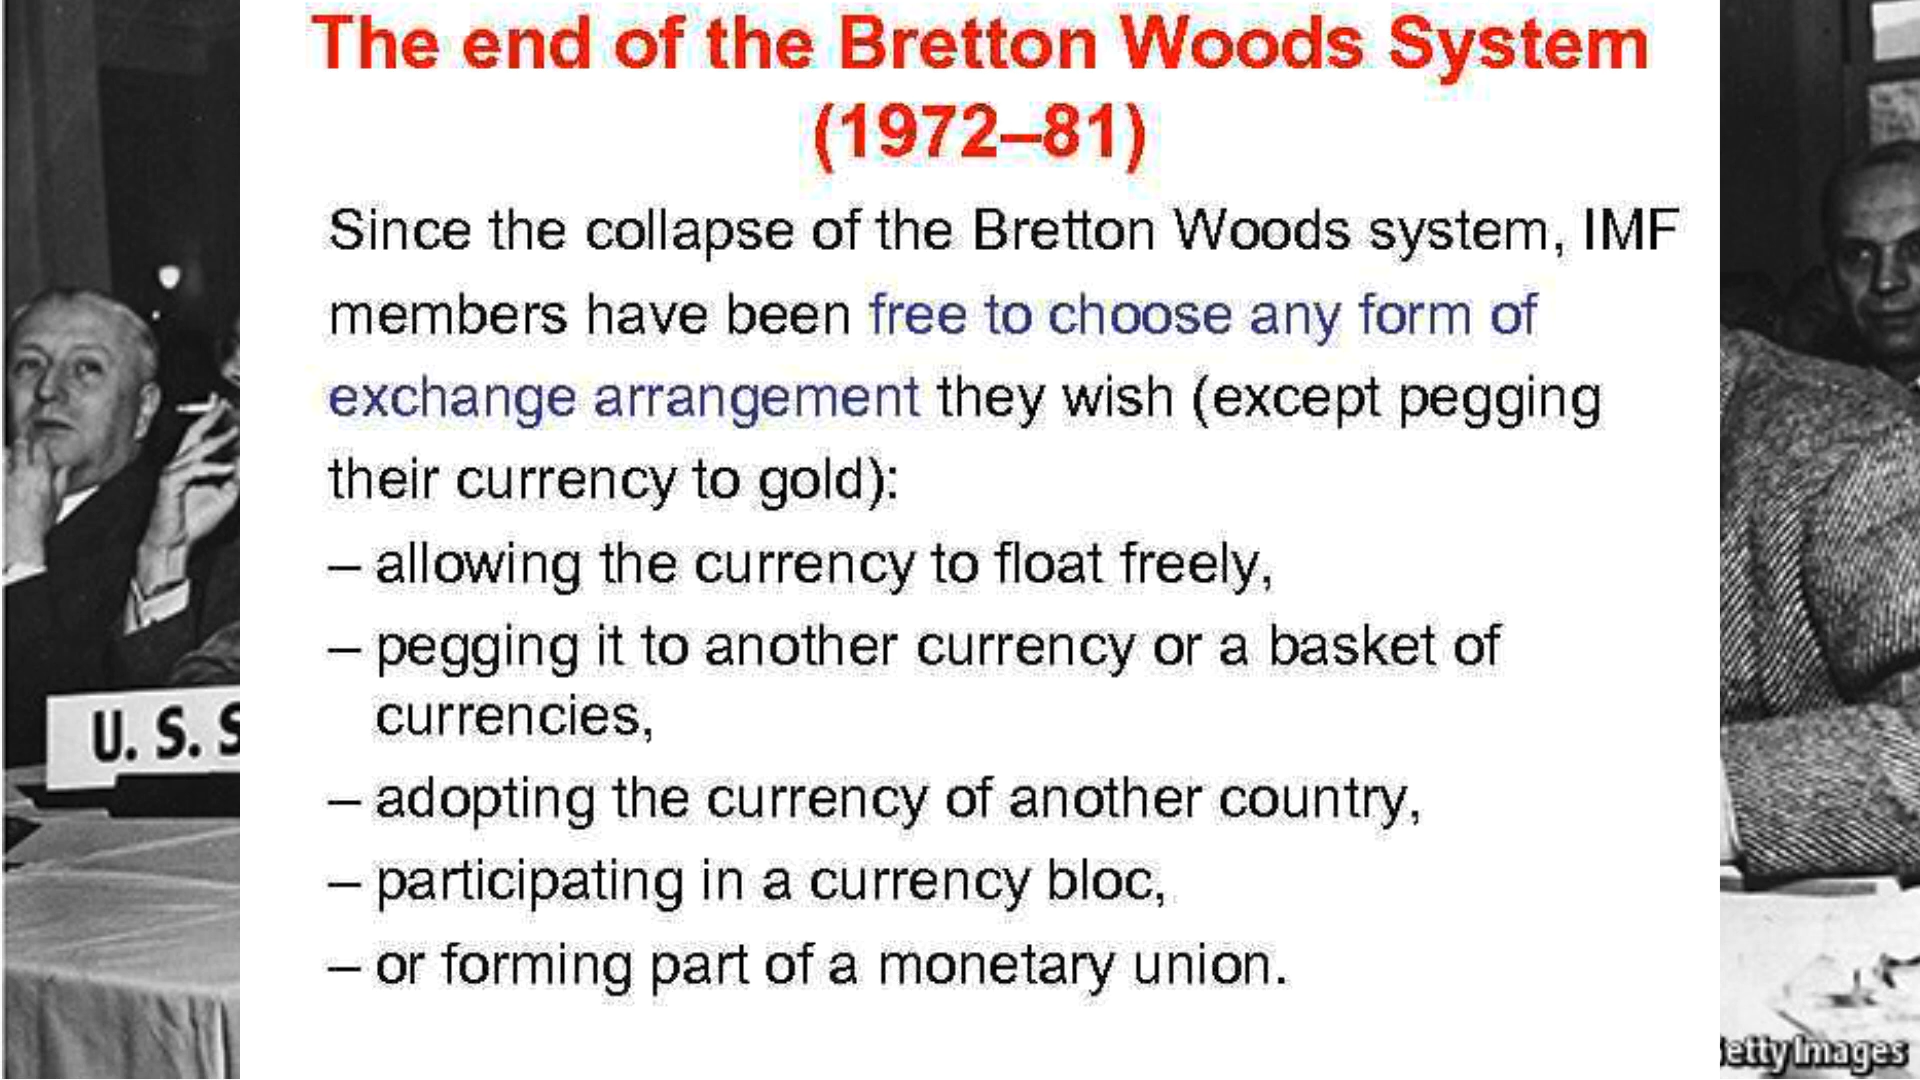 The end of the Bretton Woods System
(1972–81)
Since the collapse of the Bretton Woods system, IMF
members have been free to choose any form of
exchange arrangement they wish (except pegging
their currency to gold):
– allowing the currency to float freely,
– pegging it to another currency or a basket of
currencies,
– adopting the currency of another country,
– participating in a currency bloc,
– or forming part of a monetary union.
U. S. S
etty Images